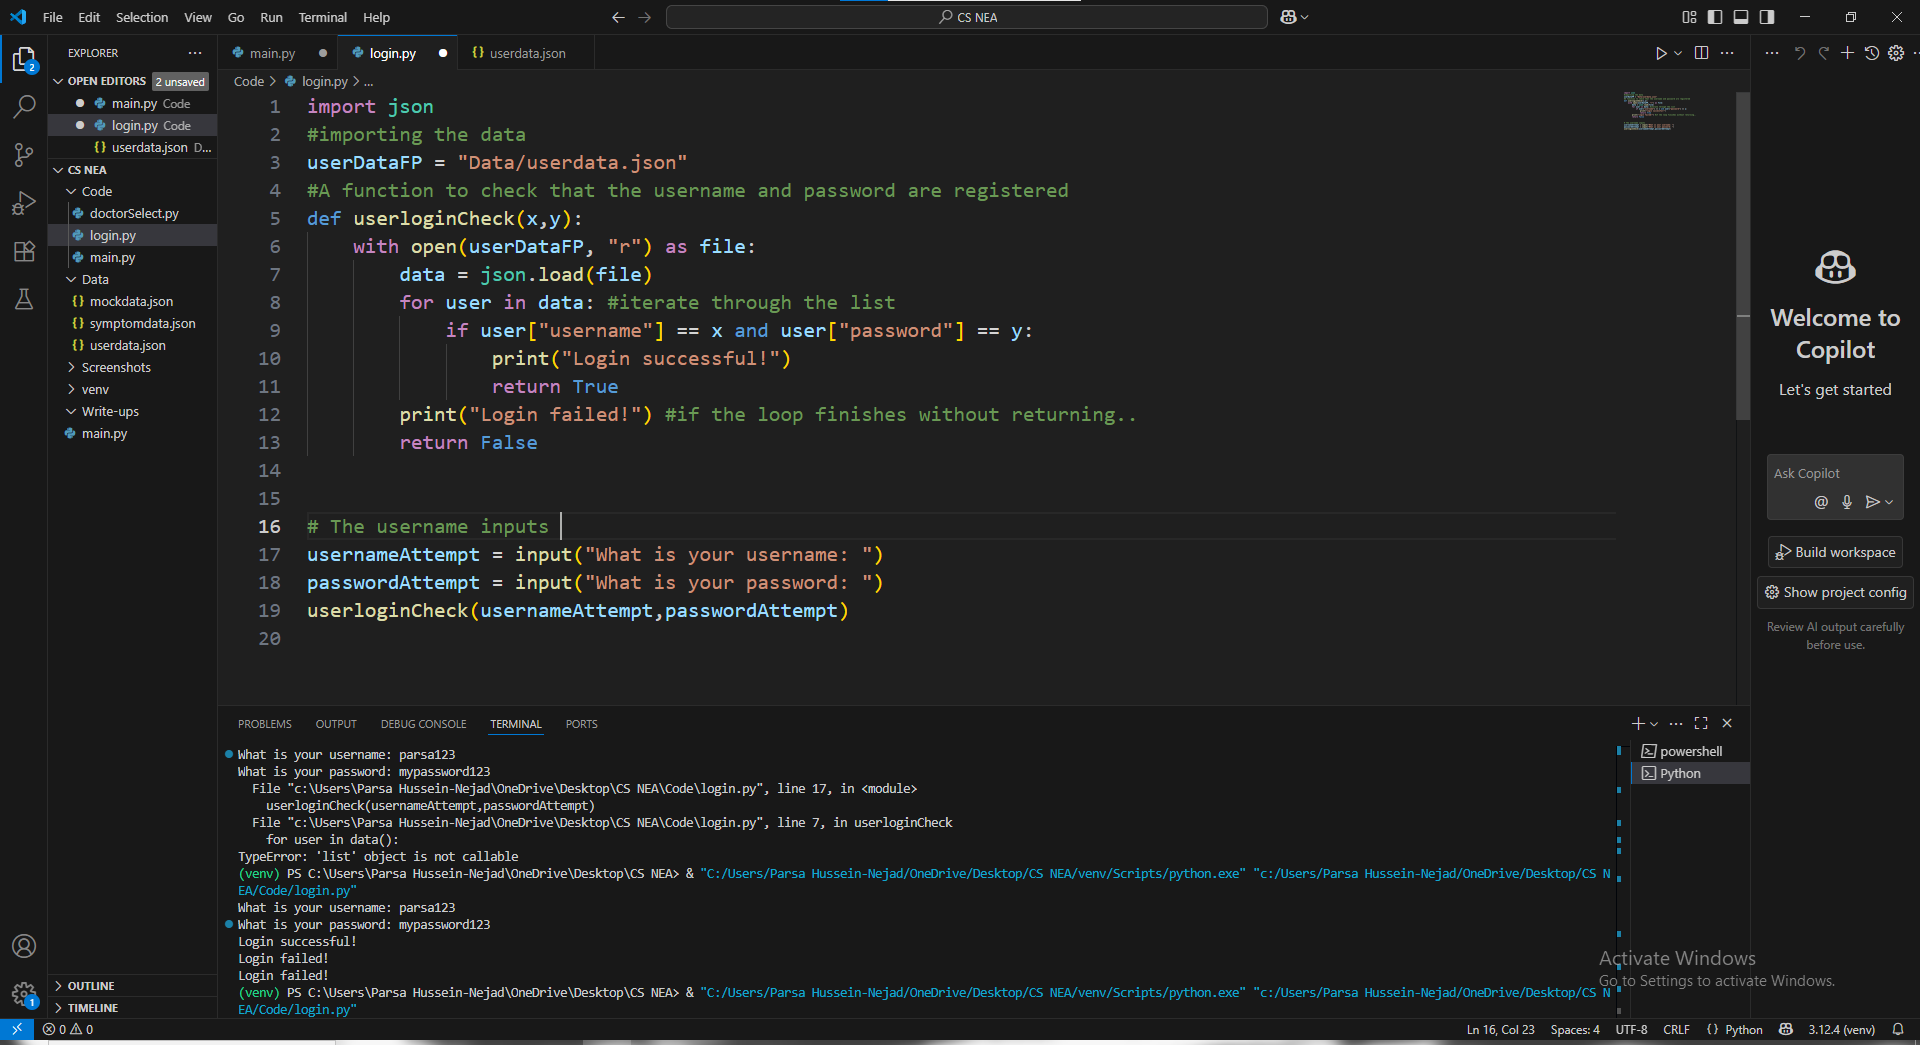 File Edit Selection View Go Run Terminal Help
CS NEA
EXPLORER
OPEN EDITORS 2 unsaved
main.py Code
login.py Code
userdata.json D...
CS NEA
Code
doctorSelect.py
login.py
main.py
Data
mockdata.json
symptomdata.json
userdata.json
Screenshots
venv
Write-ups
main.py
OUTLINE
TIMELINE
main.py login.py userdata.json
Code > login.py > ...
1 import json
2 #importing the data
3 userDataFP = "Data/userdata.json"
4 #A function to check that the username and password are registered
5 def userloginCheck(x,y):
6 with open(userDataFP, "r") as file:
7 data = json.load(file)
8 for user in data: #iterate through the list
9 if user["username"] == x and user["password"] == y:
10 print("Login successful!")
11 return True
12 print("Login failed!") #if the loop finishes without returning..
13 return False
14
15
16 # The username inputs
17 usernameAttempt = input("What is your username: ")
18 passwordAttempt = input("What is your password: ")
19 userloginCheck(usernameAttempt,passwordAttempt)
20
PROBLEMS OUTPUT DEBUG CONSOLE TERMINAL PORTS
What is your username: parsa123
What is your password: mypassword123
File "c:\Users\Parsa Hussein-Nejad\OneDrive\Desktop\CS NEA\Code\login.py", line 17, in <module>
userloginCheck(usernameAttempt,passwordAttempt)
File "c:\Users\Parsa Hussein-Nejad\OneDrive\Desktop\CS NEA\Code\login.py", line 7, in userloginCheck
for user in data():
TypeError: 'list' object is not callable
(venv) PS C:\Users\Parsa Hussein-Nejad\OneDrive\Desktop\CS NEA> & "C:/Users/Parsa Hussein-Nejad/OneDrive/Desktop/CS NEA/venv/Scripts/python.exe" "c:/Users/Parsa Hussein-Nejad/OneDrive/Desktop/CS N
EA/Code/login.py"
What is your username: parsa123
What is your password: mypassword123
Login successful!
Login failed!
Login failed!
(venv) PS C:\Users\Parsa Hussein-Nejad\OneDrive\Desktop\CS NEA> & "C:/Users/Parsa Hussein-Nejad/OneDrive/Desktop/CS NEA/venv/Scripts/python.exe" "c:/Users/Parsa Hussein-Nejad/OneDrive/Desktop/CS N
EA/Code/login.py"
powershell
Python
Welcome to
Copilot
Let's get started
Ask Copilot
Build workspace
Show project config
Review AI output carefully
before use.
Activate Windows
Go to Settings to activate Windows.
0 0 Ln 16, Col 23 Spaces: 4 UTF-8 CRLF {} Python 3.12.4 (venv)
2
1